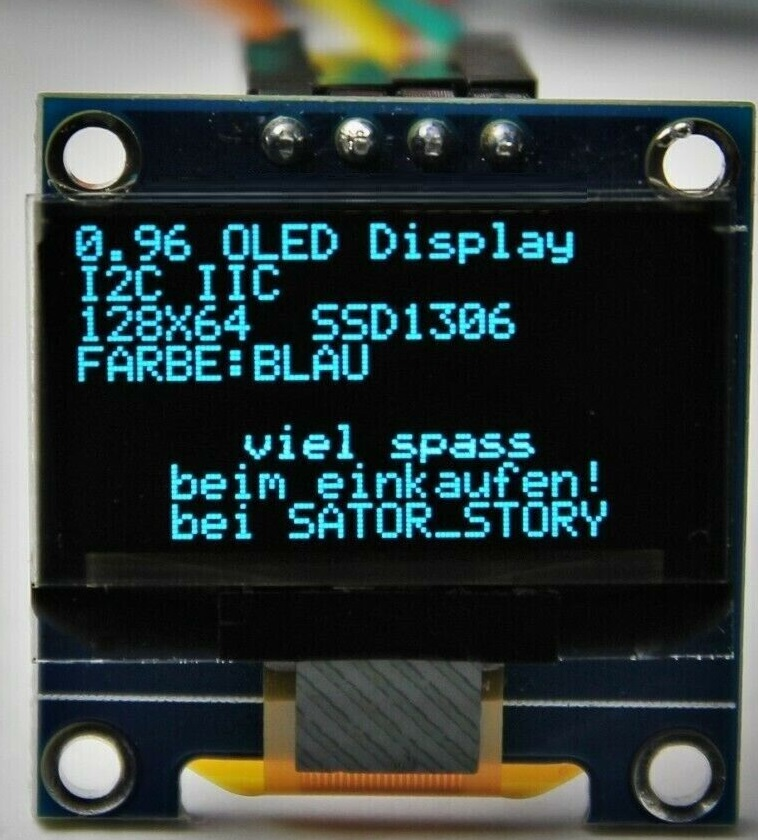 0.96 OLED Display
I2C IIC
128X64  SSD1306
FARBE:BLAU
viel spass
beim einkaufen!
bei SATOR_STORY